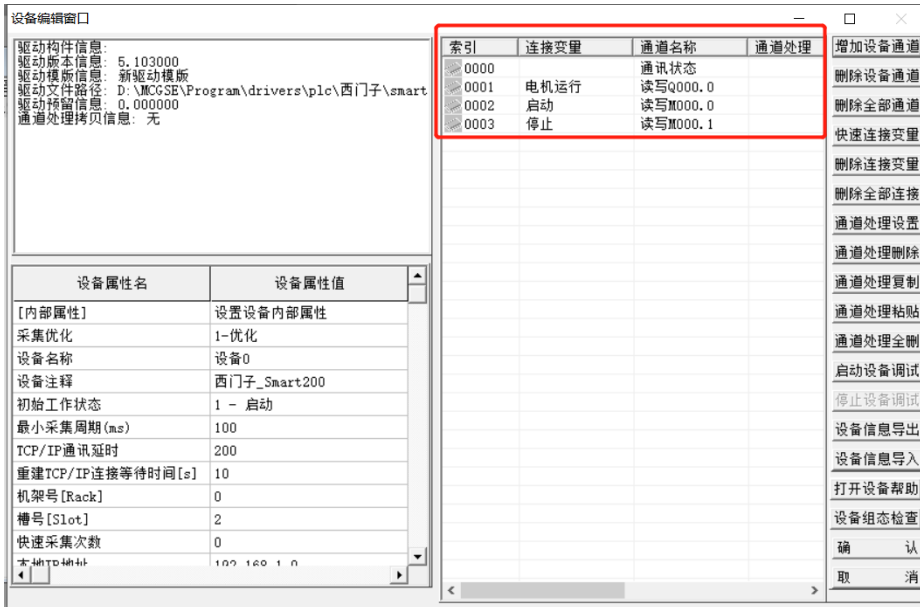 设备编辑窗口
驱动构件信息:
驱动版本信息: 5.103000
驱动模版信息: 新驱动模版
驱动文件路径: D:\MCGSE\Program\drivers\plc\西门子\smart
驱动预留信息: 0.000000
通道处理拷贝信息: 无
设备属性名 设备属性值
[内部属性] 设置设备内部属性
采集优化 1-优化
设备名称 设备0
设备注释 西门子_Smart200
初始工作状态 1 - 启动
最小采集周期(ms) 100
TCP/IP通讯延时 200
重建TCP/IP连接等待时间[s] 10
机架号[Rack] 0
槽号[Slot] 2
快速采集次数 0
本地IP地址 192.168.1.0
索引 连接变量 通道名称 通道处理
0000 通讯状态
0001 电机运行 读写Q000.0
0002 启动 读写M000.0
0003 停止 读写M000.1
增加设备通道
删除设备通道
删除全部通道
快速连接变量
删除连接变量
删除全部连接
通道处理设置
通道处理删除
通道处理复制
通道处理粘贴
通道处理全删
启动设备调试
停止设备调试
设备信息导出
设备信息导入
打开设备帮助
设备组态检查
确 认
取 消